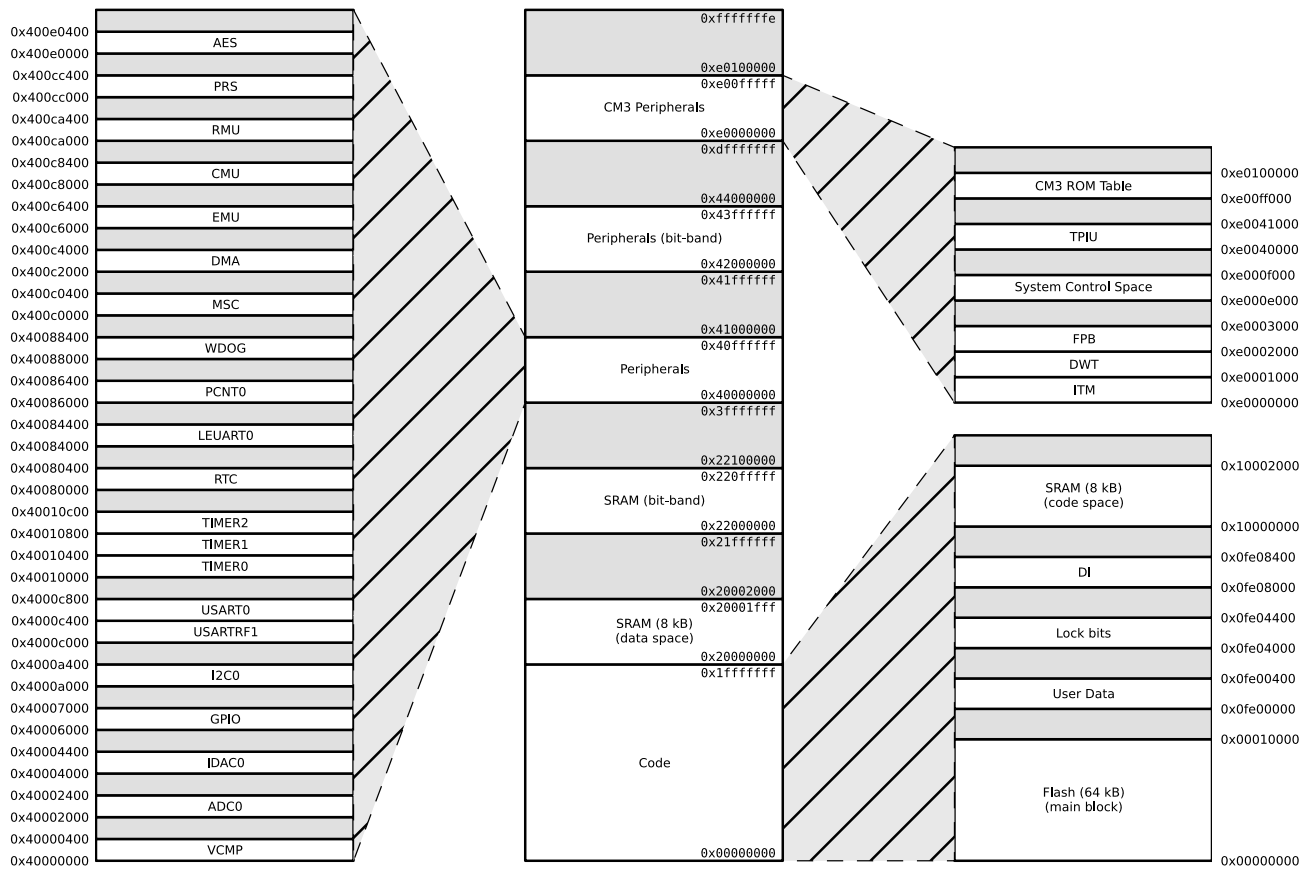 0x400e0400
AES
0x400e0000
0x400cc400
PRS
0x400cc000
0x400ca400
RMU
0x400ca000
0x400c8400
CMU
0x400c8000
0x400c6400
EMU
0x400c6000
0x400c4000
DMA
0x400c2000
0x400c0400
MSC
0x400c0000
0x40088400
WDOG
0x40088000
0x40086400
PCNT0
0x40086000
0x40084400
LEUART0
0x40084000
0x40080400
RTC
0x40080000
0x40010c00
TIMER2
0x40010800
TIMER1
0x40010400
TIMER0
0x40010000
0x4000c800
USART0
0x4000c400
USARTRF1
0x4000c000
0x4000a400
I2C0
0x4000a000
0x40007000
GPIO
0x40006000
0x40004400
IDAC0
0x40004000
0x40002400
ADC0
0x40002000
0x40000400
VCMP
0x40000000
0xfffffffe
0xe0100000
0xe00fffff
CM3 Peripherals
0xe0000000
0xdfffffff
0x44000000
0x43ffffff
Peripherals (bit-band)
0x42000000
0x41ffffff
0x41000000
0x40ffffff
Peripherals
0x40000000
0x3fffffff
0x22100000
0x220fffff
SRAM (bit-band)
0x22000000
0x21ffffff
0x20002000
0x20001fff
SRAM (8 kB)
(data space)
0x20000000
0x1fffffff
Code
0x00000000
0xe0100000
CM3 ROM Table
0xe00ff000
0xe0041000
TPIU
0xe0040000
0xe000f000
System Control Space
0xe000e000
0xe0003000
FPB
0xe0002000
DWT
0xe0001000
ITM
0xe0000000
0x10002000
SRAM (8 kB)
(code space)
0x10000000
0x0fe08400
DI
0x0fe08000
0x0fe04400
Lock bits
0x0fe04000
0x0fe00400
User Data
0x0fe00000
0x00010000
Flash (64 kB)
(main block)
0x00000000